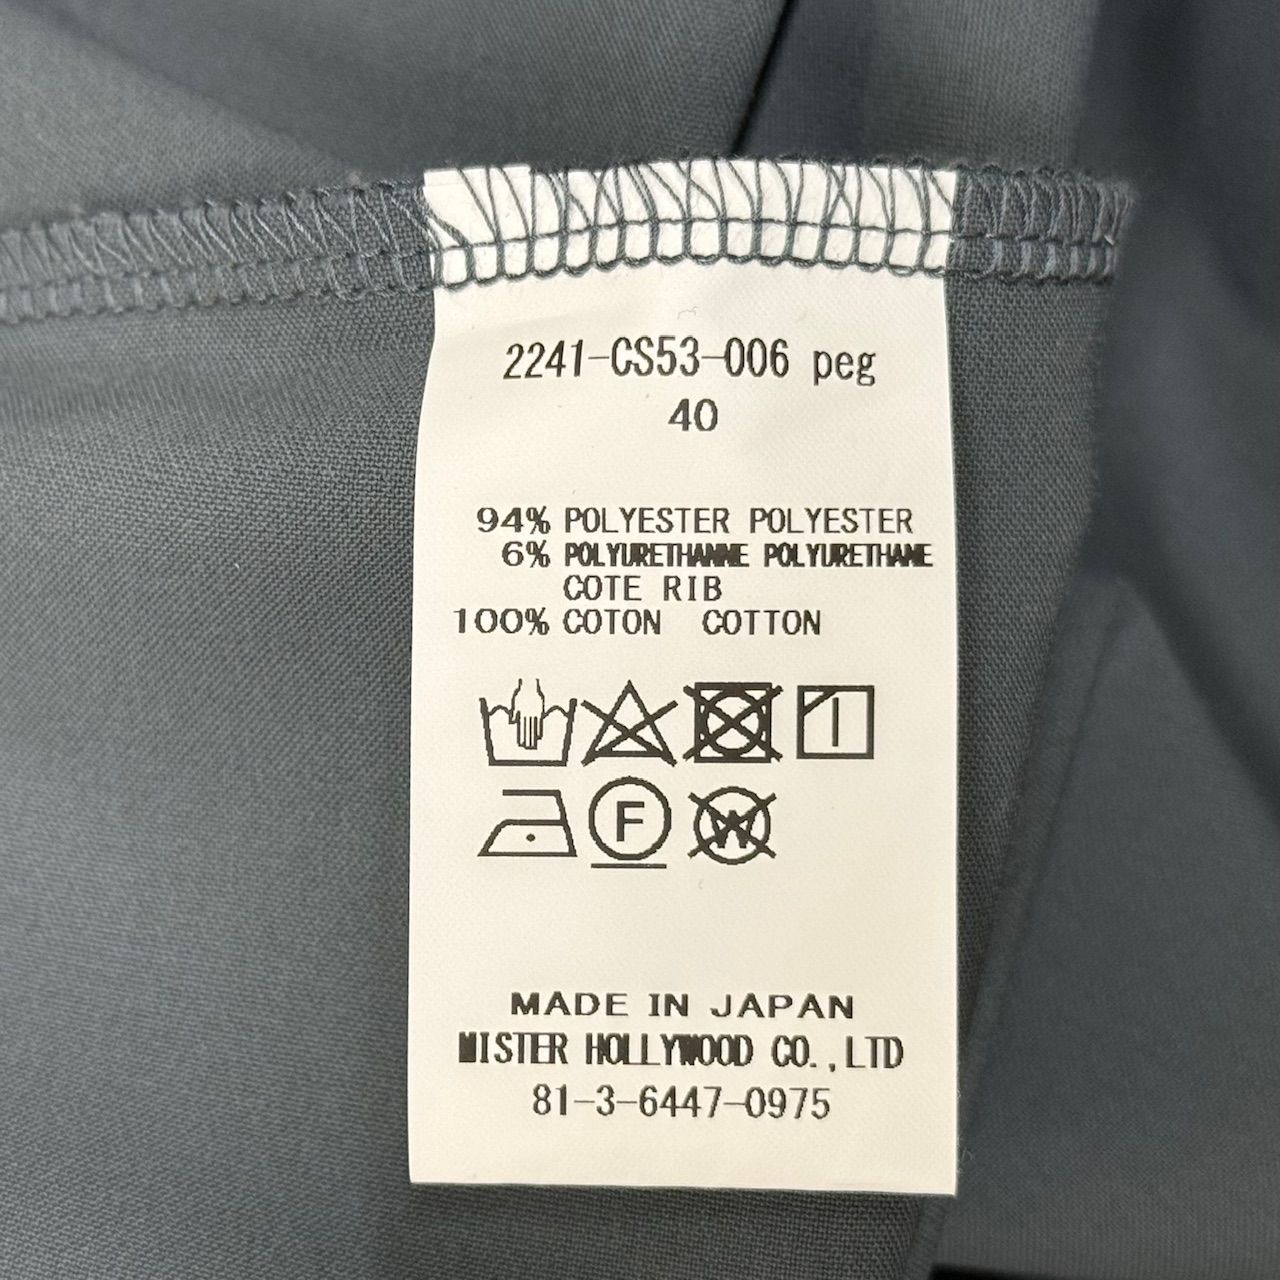 2241-CS53-006 peg
40
94% POLYESTER POLYESTER
6% POLYURETHANNE POLYURETHANE
COTE RIB
100% COTON COTTON
F
W
MADE IN JAPAN
MISTER HOLLYWOOD CO.,LTD
81-3-6447-0975